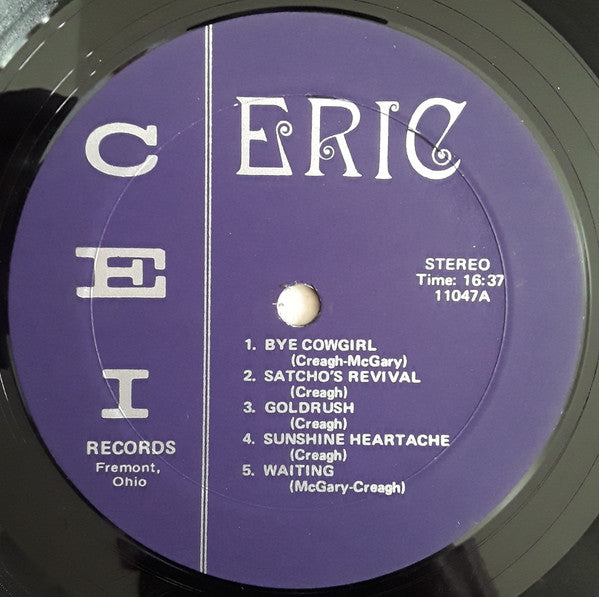 C
E
I
RECORDS
Fremont,
Ohio
ERIC
STEREO
Time: 16:37
11047A
1. BYE COWGIRL
(Creagh-McGary)
2. SATCHO'S REVIVAL
(Creagh)
3. GOLDRUSH
(Creagh)
4. SUNSHINE HEARTACHE
(Creagh)
5. WAITING
(McGary-Creagh)